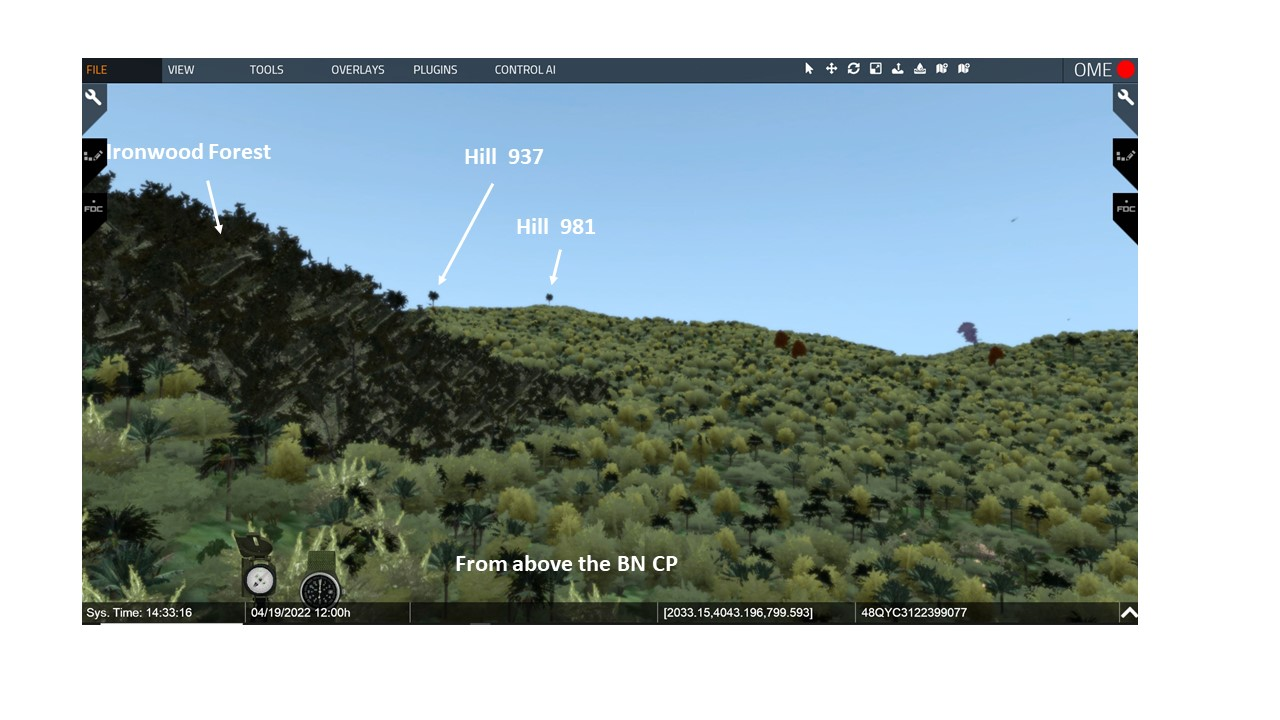 FILE VIEW TOOLS OVERLAYS PLUGINS CONTROL AI OME
Ironwood Forest
Hill 937
Hill 981
FDC FDC
From above the BN CP
Sys. Time: 14:33:16 04/19/2022 12:00h [2033.15,4043.196,799.593] 48QYC3122399077